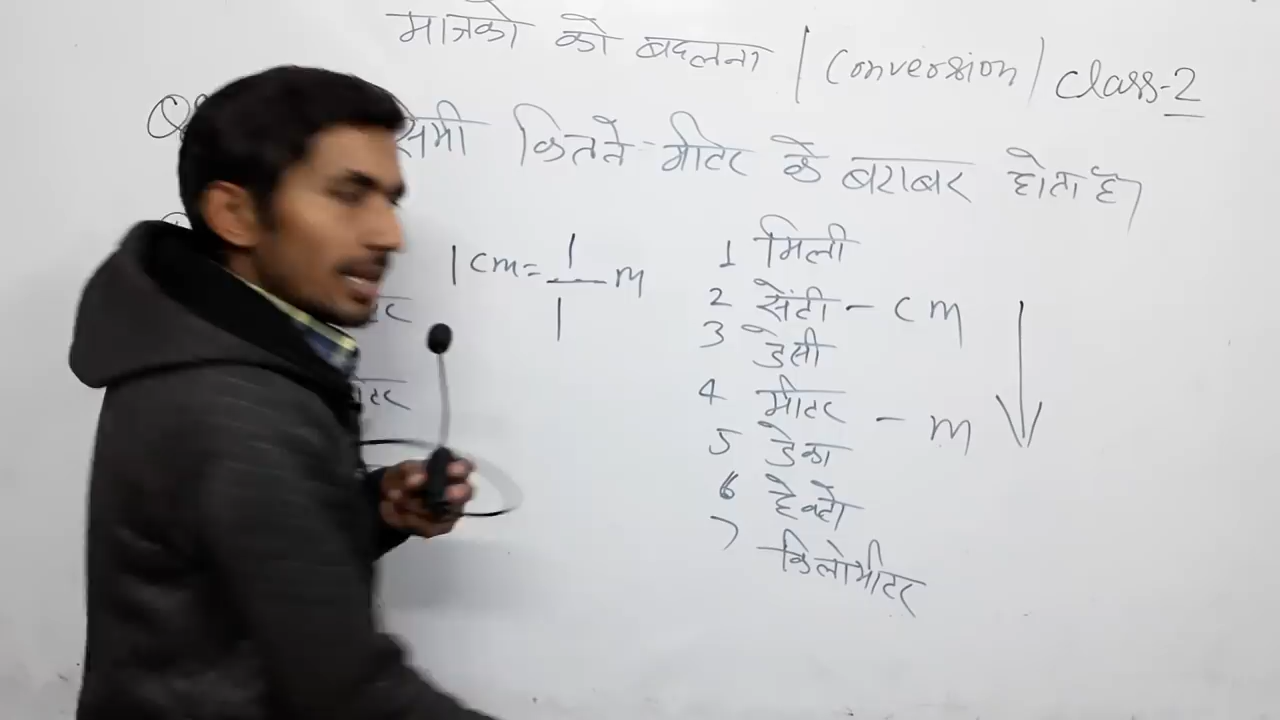 मात्रको को बदलना | Conversion | Class-2
सेमी कितने मीटर के बराबर होता है।
1 cm = 1/1 m
1 मिली
2 सेंटी - cm
3 डेसी
4 मीटर - m
5 डेका
6 हेक्टो
7 किलोमीटर